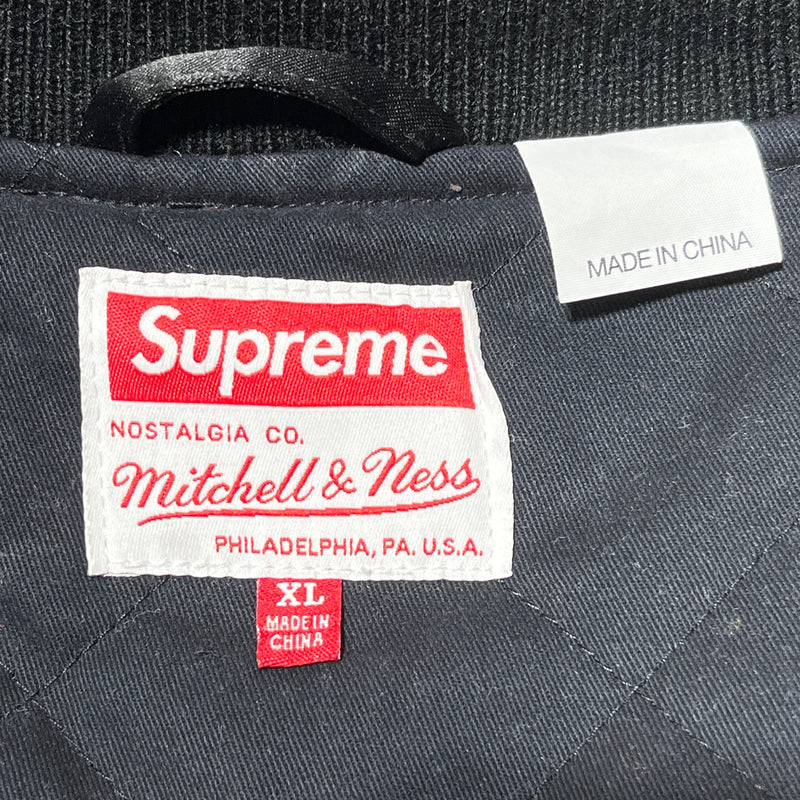 MADE IN CHINA
Supreme
NOSTALGIA CO.
Mitchell & Ness
PHILADELPHIA, PA. U.S.A.
XL
MADE IN
CHINA